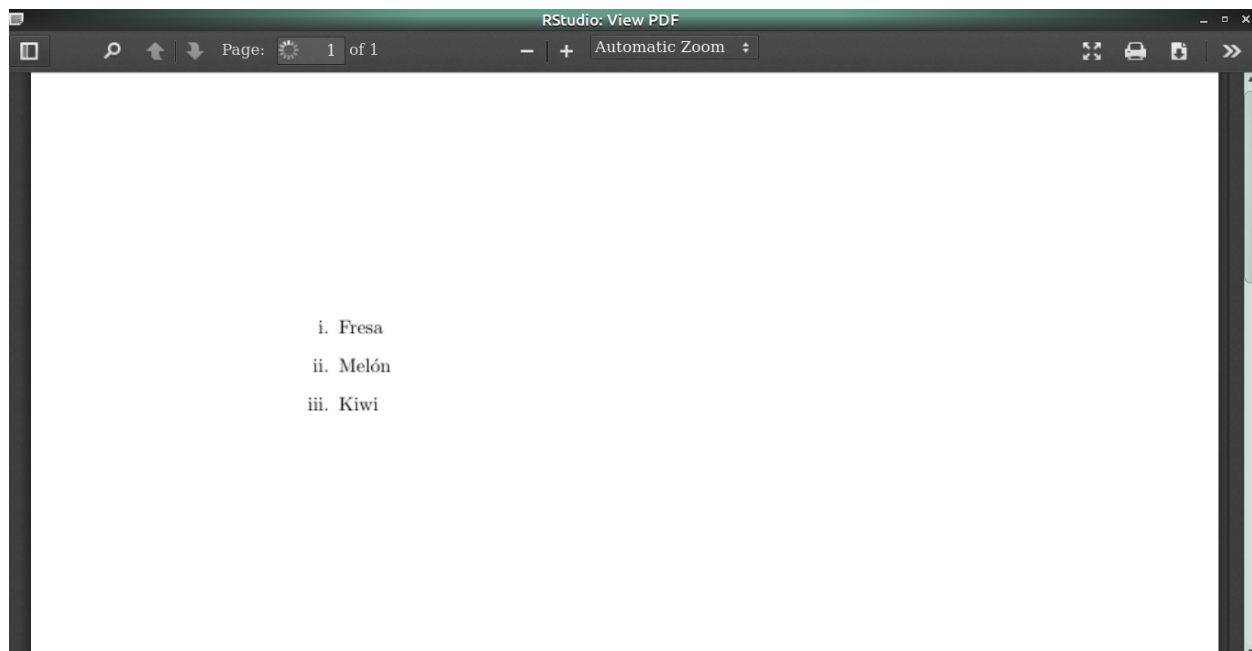 RStudio: View PDF
Page: 1 of 1
Automatic Zoom
i. Fresa
ii. Melón
iii. Kiwi